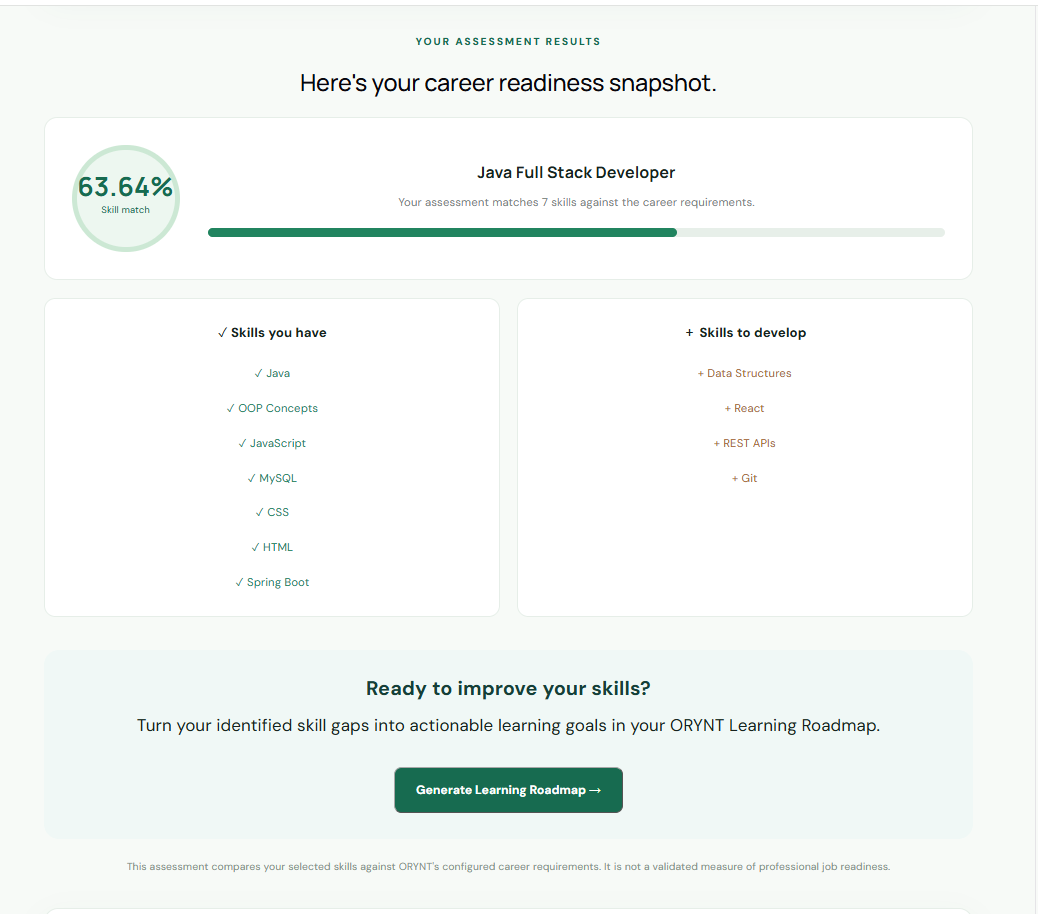 YOUR ASSESSMENT RESULTS
Here's your career readiness snapshot.
63.64%
Skill match
Java Full Stack Developer
Your assessment matches 7 skills against the career requirements.
✓ Skills you have
✓ Java
✓ OOP Concepts
✓ JavaScript
✓ MySQL
✓ CSS
✓ HTML
✓ Spring Boot
+ Skills to develop
+ Data Structures
+ React
+ REST APIs
+ Git
Ready to improve your skills?
Turn your identified skill gaps into actionable learning goals in your ORYNT Learning Roadmap.
Generate Learning Roadmap →
This assessment compares your selected skills against ORYNT's configured career requirements. It is not a validated measure of professional job readiness.